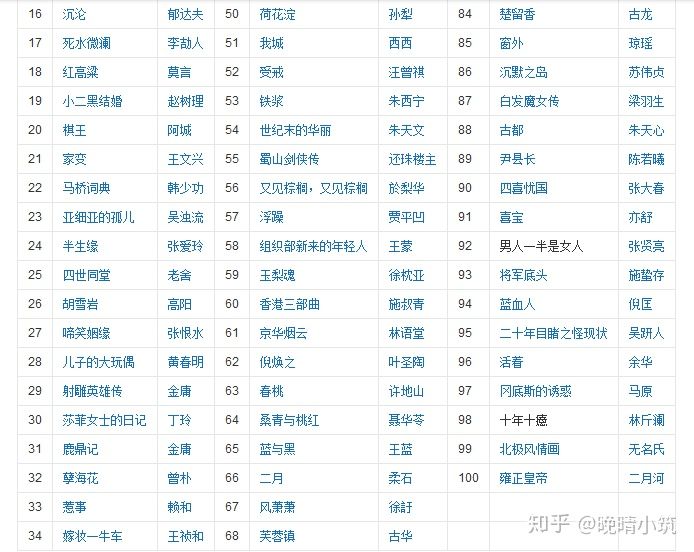 16 沉沦 郁达夫 50 荷花淀 孙犁 84 楚留香 古龙
17 死水微澜 李劼人 51 我城 西西 85 窗外 琼瑶
18 红高粱 莫言 52 受戒 汪曾祺 86 沉默之岛 苏伟贞
19 小二黑结婚 赵树理 53 铁浆 朱西宁 87 白发魔女传 梁羽生
20 棋王 阿城 54 世纪末的华丽 朱天文 88 古都 朱天心
21 家变 王文兴 55 蜀山剑侠传 还珠楼主 89 尹县长 陈若曦
22 马桥词典 韩少功 56 又见棕榈，又见棕榈 於梨华 90 四喜忧国 张大春
23 亚细亚的孤儿 吴浊流 57 浮躁 贾平凹 91 喜宝 亦舒
24 半生缘 张爱玲 58 组织部新来的年轻人 王蒙 92 男人一半是女人 张贤亮
25 四世同堂 老舍 59 玉梨魂 徐枕亚 93 将军底头 施蛰存
26 胡雪岩 高阳 60 香港三部曲 施叔青 94 蓝血人 倪匡
27 啼笑姻缘 张恨水 61 京华烟云 林语堂 95 二十年目睹之怪现状 吴趼人
28 儿子的大玩偶 黄春明 62 倪焕之 叶圣陶 96 活着 余华
29 射雕英雄传 金庸 63 春桃 许地山 97 冈底斯的诱惑 马原
30 莎菲女士的日记 丁玲 64 桑青与桃红 聂华苓 98 十年十癔 林斤澜
31 鹿鼎记 金庸 65 蓝与黑 王蓝 99 北极风情画 无名氏
32 孽海花 曾朴 66 二月 柔石 100 雍正皇帝 二月河
33 惹事 赖和 67 风萧萧 徐訏
34 嫁妆一牛车 王祯和 68 芙蓉镇 古华
知乎 @晚晴小筑